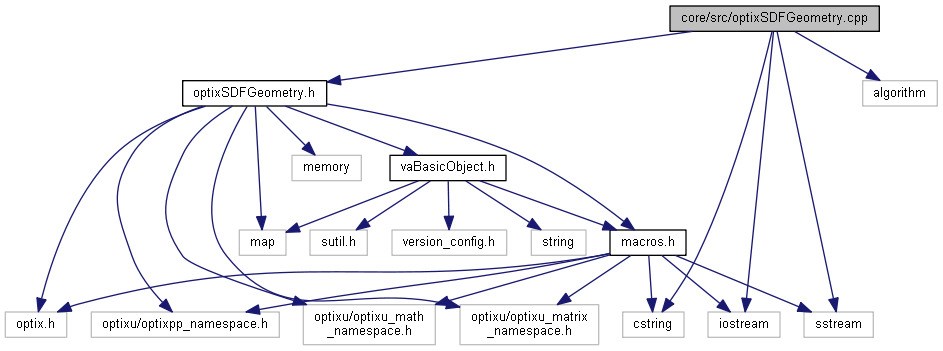 core/src/optixSDFGeometry.cpp
optixSDFGeometry.h
algorithm
memory
vaBasicObject.h
map
sutil.h
version_config.h
string
macros.h
optix.h
optixu/optixpp_namespace.h
optixu/optixu_math
_namespace.h
optixu/optixu_matrix
_namespace.h
cstring
iostream
sstream